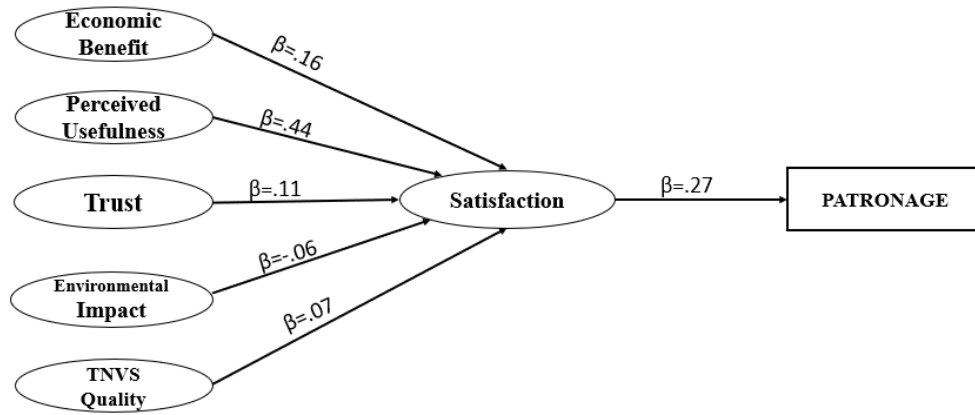 Economic
Benefit
β=.16
Perceived
Usefulness
β=.44
Trust
β=.11
Satisfaction
β=.27
PATRONAGE
Environmental
Impact
β=-.06
TNVS
Quality
β=.07